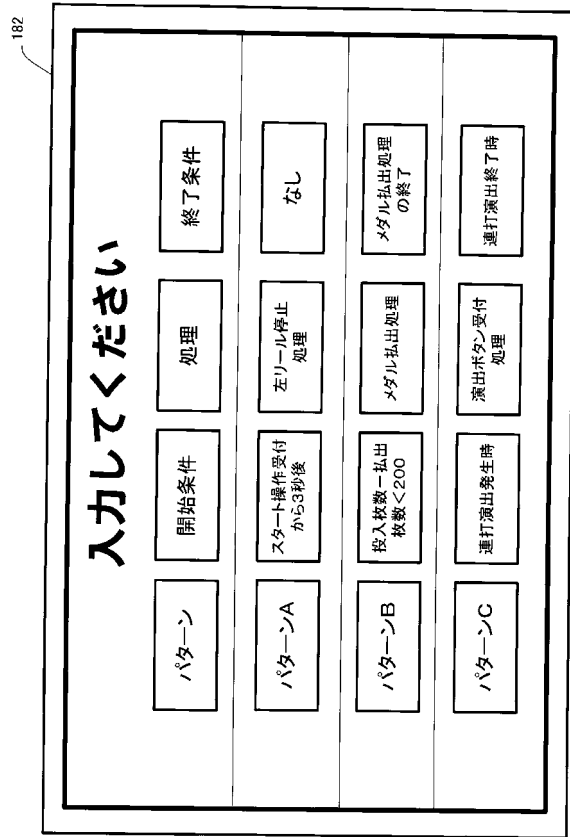 182
入力してください
パターン
開始条件
処理
終了条件
パターンA
スタート操作受付
から3秒後
左リール停止
処理
なし
パターンB
投入枚数－払出
枚数＜200
メダル払出処理
メダル払出処理
の終了
パターンC
連打演出発生時
演出ボタン受付
処理
連打演出終了時